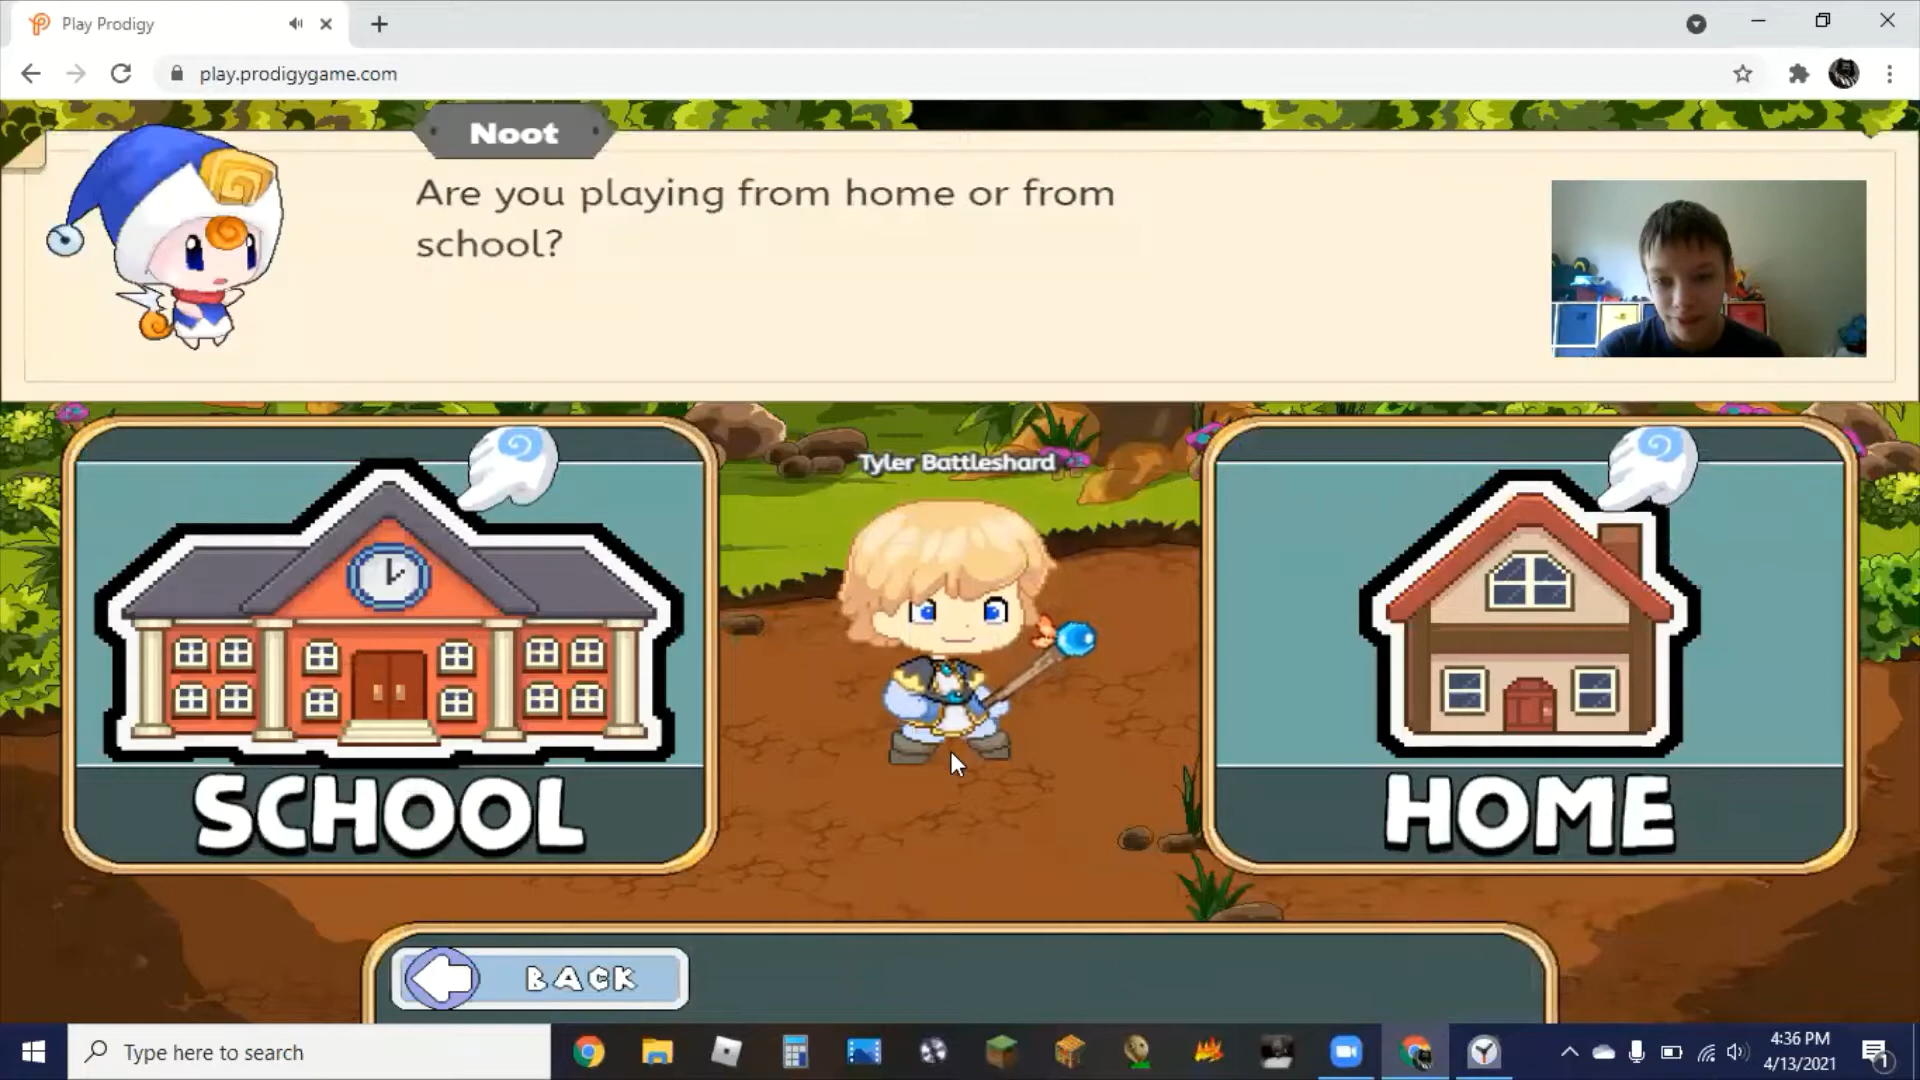 Play Prodigy
play.prodigygame.com
Noot
Are you playing from home or from
school?
Tyler Battleshard
SCHOOL
HOME
BACK
Type here to search
4:36 PM
4/13/2021
1